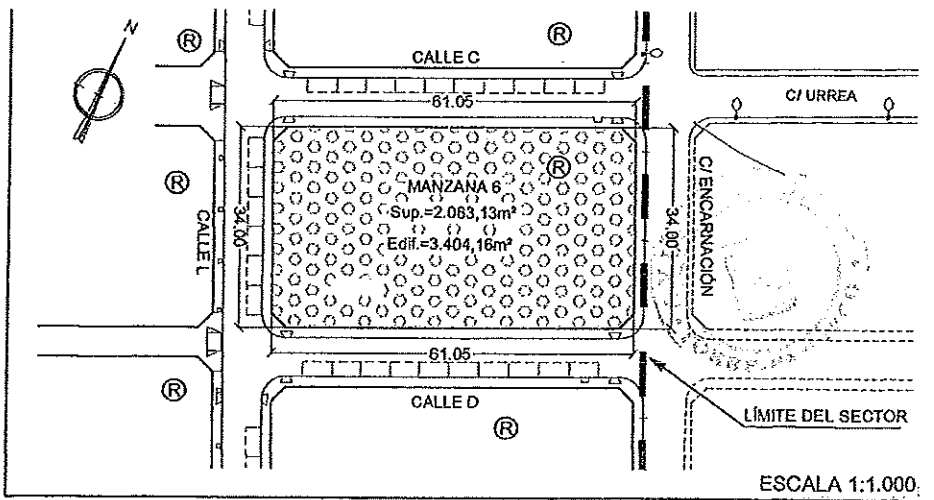 N
R
R
CALLE C
61.05
C/ URREA
R
R
MANZANA 6
Sup.=2.063,13m²
Edif.=3.404,16m²
34.00
CALLE L
34.00
C/ ENCARNACIÓN
61.05
R
CALLE D
R
LÍMITE DEL SECTOR
ESCALA 1:1.000